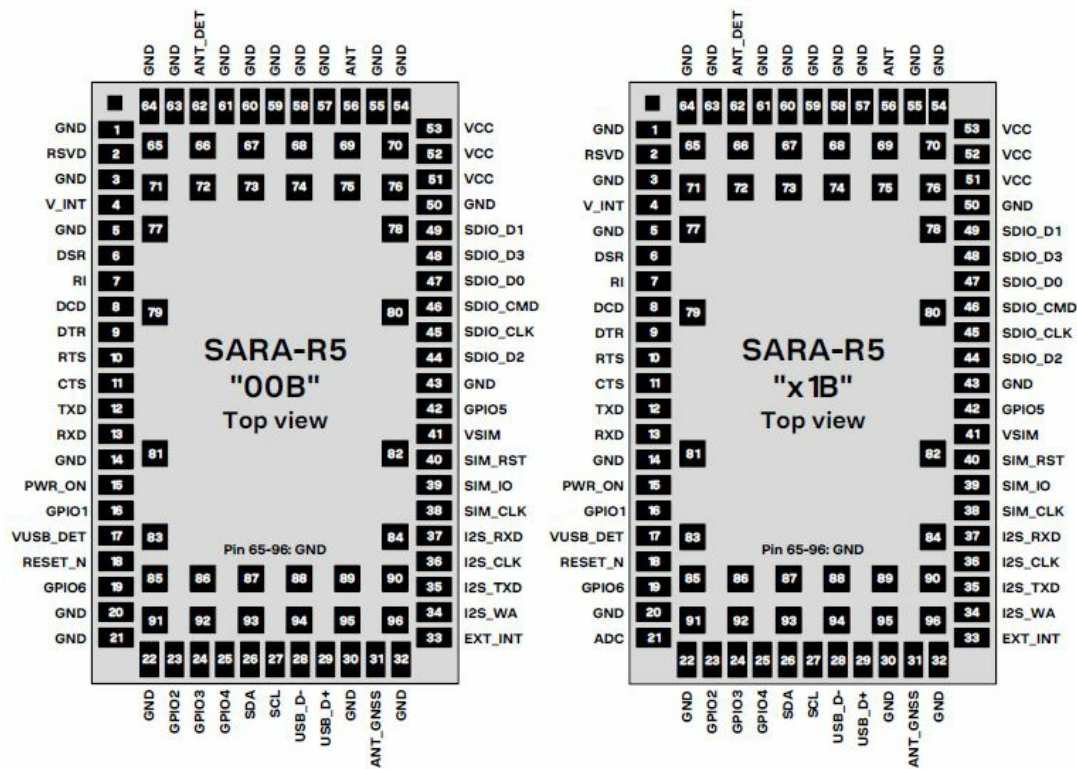 GND GND ANT_DET GND GND GND GND GND ANT GND GND
64 63 62 61 60 59 58 57 56 55 54
GND 1 53 VCC
RSVD 2 65 66 67 68 69 70 52 VCC
GND 3 71 72 73 74 75 76 51 VCC
V_INT 4 50 GND
GND 5 77 78 49 SDIO_D1
DSR 6 48 SDIO_D3
RI 7 47 SDIO_D0
DCD 8 79 80 46 SDIO_CMD
DTR 9 45 SDIO_CLK
RTS 10 44 SDIO_D2
CTS 11 43 GND
TXD 12 42 GPIO5
RXD 13 41 VSIM
GND 14 81 82 40 SIM_RST
PWR_ON 15 39 SIM_IO
GPIO1 16 38 SIM_CLK
VUSB_DET 17 83 84 37 I2S_RXD
RESET_N 18 36 I2S_CLK
GPIO6 19 85 86 87 88 89 90 35 I2S_TXD
GND 20 91 92 93 94 95 96 34 I2S_WA
GND 21 33 EXT_INT
SARA-R5
"00B"
Top view
Pin 65-96: GND
22 23 24 25 26 27 28 29 30 31 32
GND GPIO2 GPIO3 GPIO4 SDA SCL USB_D- USB_D+ GND ANT_GNSS GND
GND GND ANT_DET GND GND GND GND GND ANT GND GND
64 63 62 61 60 59 58 57 56 55 54
GND 1 53 VCC
RSVD 2 65 66 67 68 69 70 52 VCC
GND 3 71 72 73 74 75 76 51 VCC
V_INT 4 50 GND
GND 5 77 78 49 SDIO_D1
DSR 6 48 SDIO_D3
RI 7 47 SDIO_D0
DCD 8 79 80 46 SDIO_CMD
DTR 9 45 SDIO_CLK
RTS 10 44 SDIO_D2
CTS 11 43 GND
TXD 12 42 GPIO5
RXD 13 41 VSIM
GND 14 81 82 40 SIM_RST
PWR_ON 15 39 SIM_IO
GPIO1 16 38 SIM_CLK
VUSB_DET 17 83 84 37 I2S_RXD
RESET_N 18 36 I2S_CLK
GPIO6 19 85 86 87 88 89 90 35 I2S_TXD
GND 20 91 92 93 94 95 96 34 I2S_WA
ADC 21 33 EXT_INT
SARA-R5
"x1B"
Top view
Pin 65-96: GND
22 23 24 25 26 27 28 29 30 31 32
GND GPIO2 GPIO3 GPIO4 SDA SCL USB_D- USB_D+ GND ANT_GNSS GND